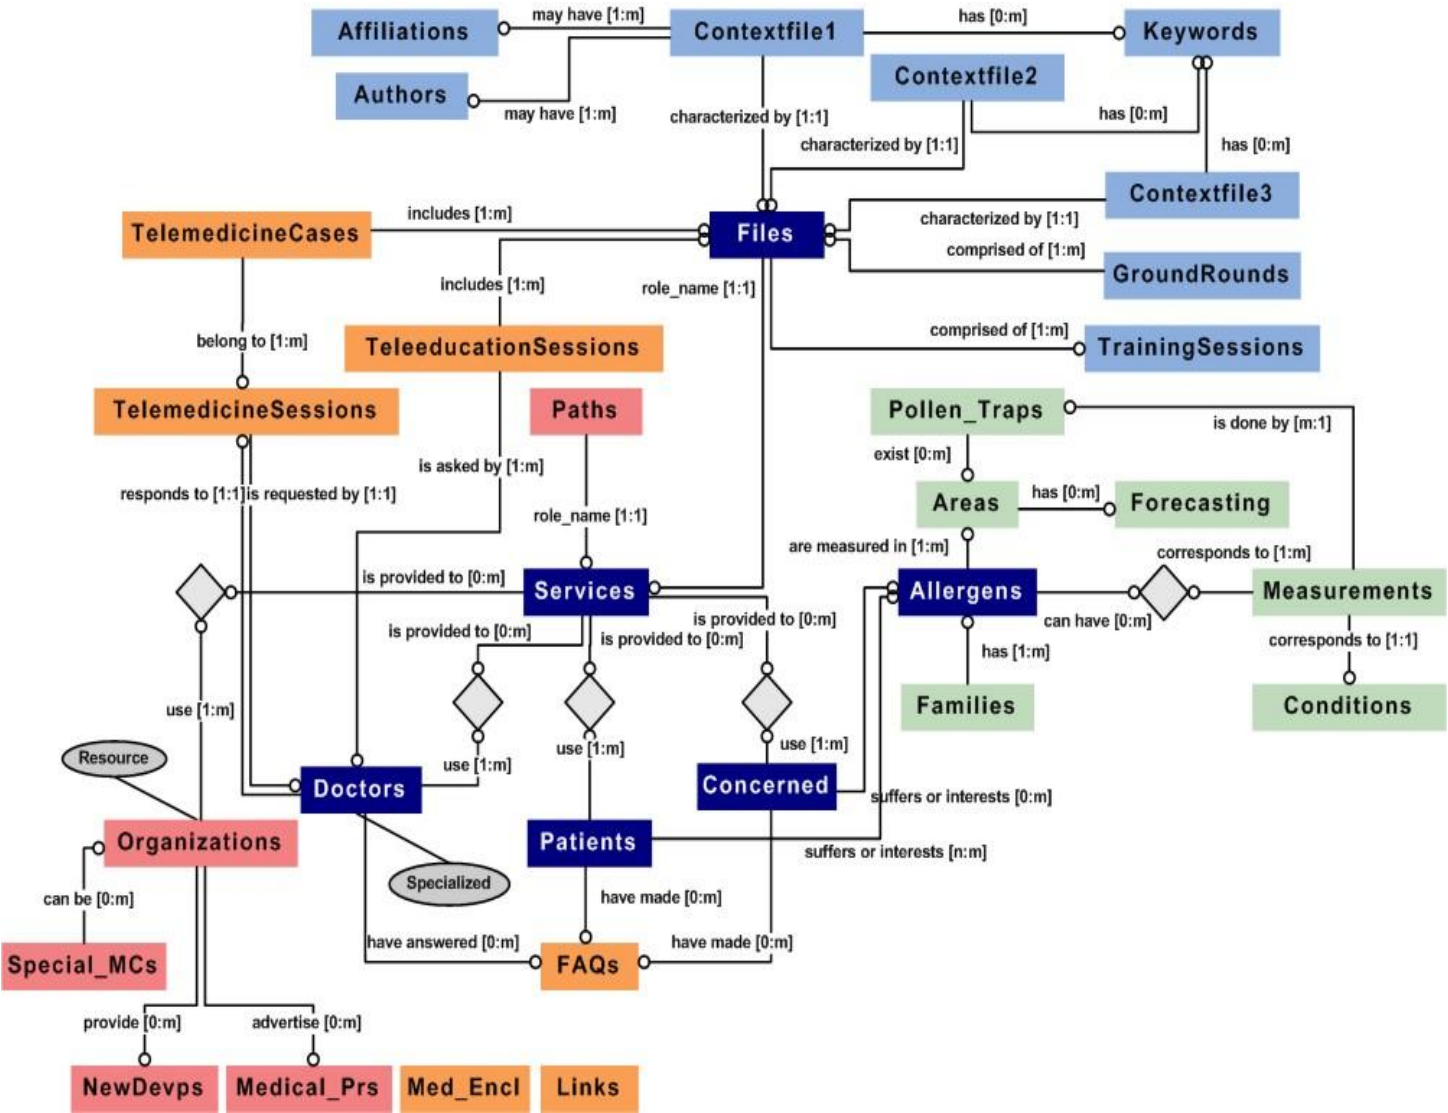 may have [1:m]
has [0:m]
Affiliations
Contextfile1
Keywords
Contextfile2
Authors
may have [1:m]
characterized by [1:1]
has [0:m]
characterized by [1:1]
has [0:m]
Contextfile3
includes [1:m]
characterized by [1:1]
TelemedicineCases
Files
comprised of [1:m]
GroundRounds
includes [1:m]
role_name [1:1]
belong to [1:m]
TeleeducationSessions
comprised of [1:m]
TrainingSessions
TelemedicineSessions
Paths
Pollen_Traps
is done by [m:1]
exist [0:m]
is asked by [1:m]
responds to [1:1]
is requested by [1:1]
has [0:m]
Areas
Forecasting
role_name [1:1]
are measured in [1:m]
corresponds to [1:m]
is provided to [0:m]
Services
Allergens
Measurements
is provided to [0:m]
is provided to [0:m]
is provided to [0:m]
can have [0:m]
corresponds to [1:1]
has [1:m]
use [1:m]
Families
Conditions
Resource
use [1:m]
use [1:m]
use [1:m]
Doctors
Concerned
suffers or interests [0:m]
Organizations
Patients
suffers or interests [n:m]
Specialized
can be [0:m]
have made [0:m]
have answered [0:m]
have made [0:m]
Special_MCs
FAQs
provide [0:m]
advertise [0:m]
NewDevps
Medical_Prs
Med_Encl
Links